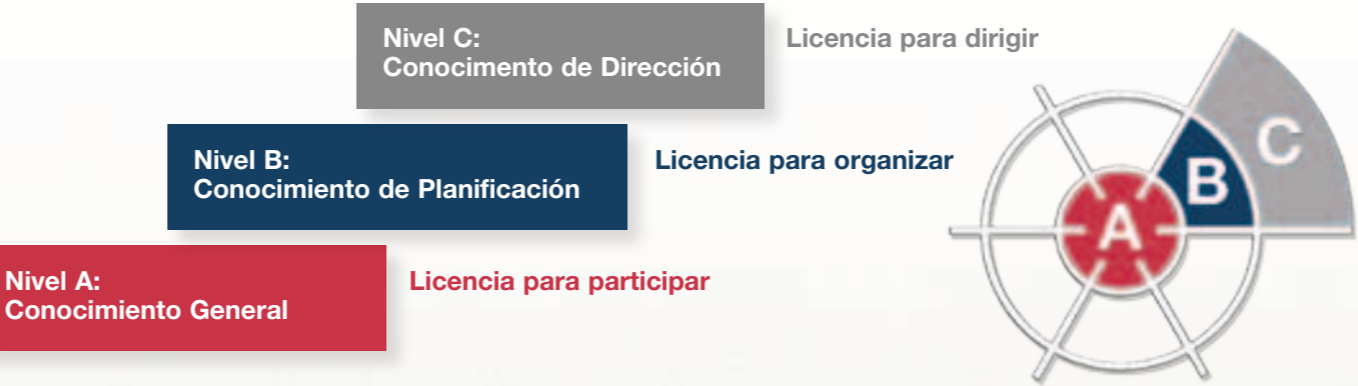 Nivel C:
Conocimento de Dirección
Licencia para dirigir
Nivel B:
Conocimiento de Planificación
Licencia para organizar
Nivel A:
Conocimiento General
Licencia para participar
A
B
C